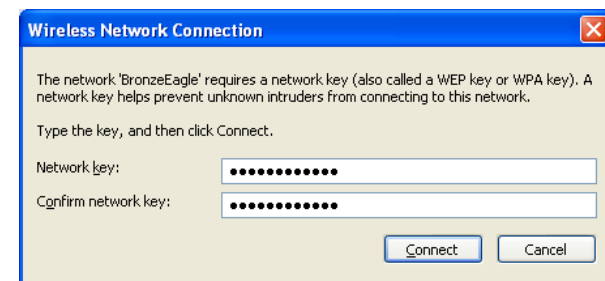 Wireless Network Connection
The network 'BronzeEagle' requires a network key (also called a WEP key or WPA key). A
network key helps prevent unknown intruders from connecting to this network.
Type the key, and then click Connect.
Network key: ●●●●●●●●●●●●
Confirm network key: ●●●●●●●●●●●●
Connect Cancel